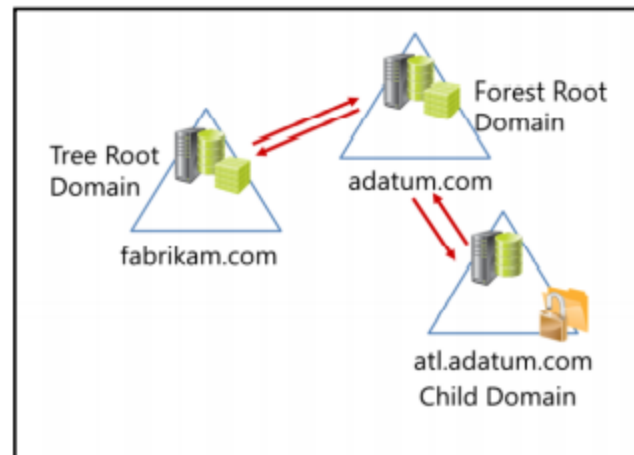 Forest Root
Domain
Tree Root
Domain
adatum.com
fabrikam.com
atl.adatum.com
Child Domain